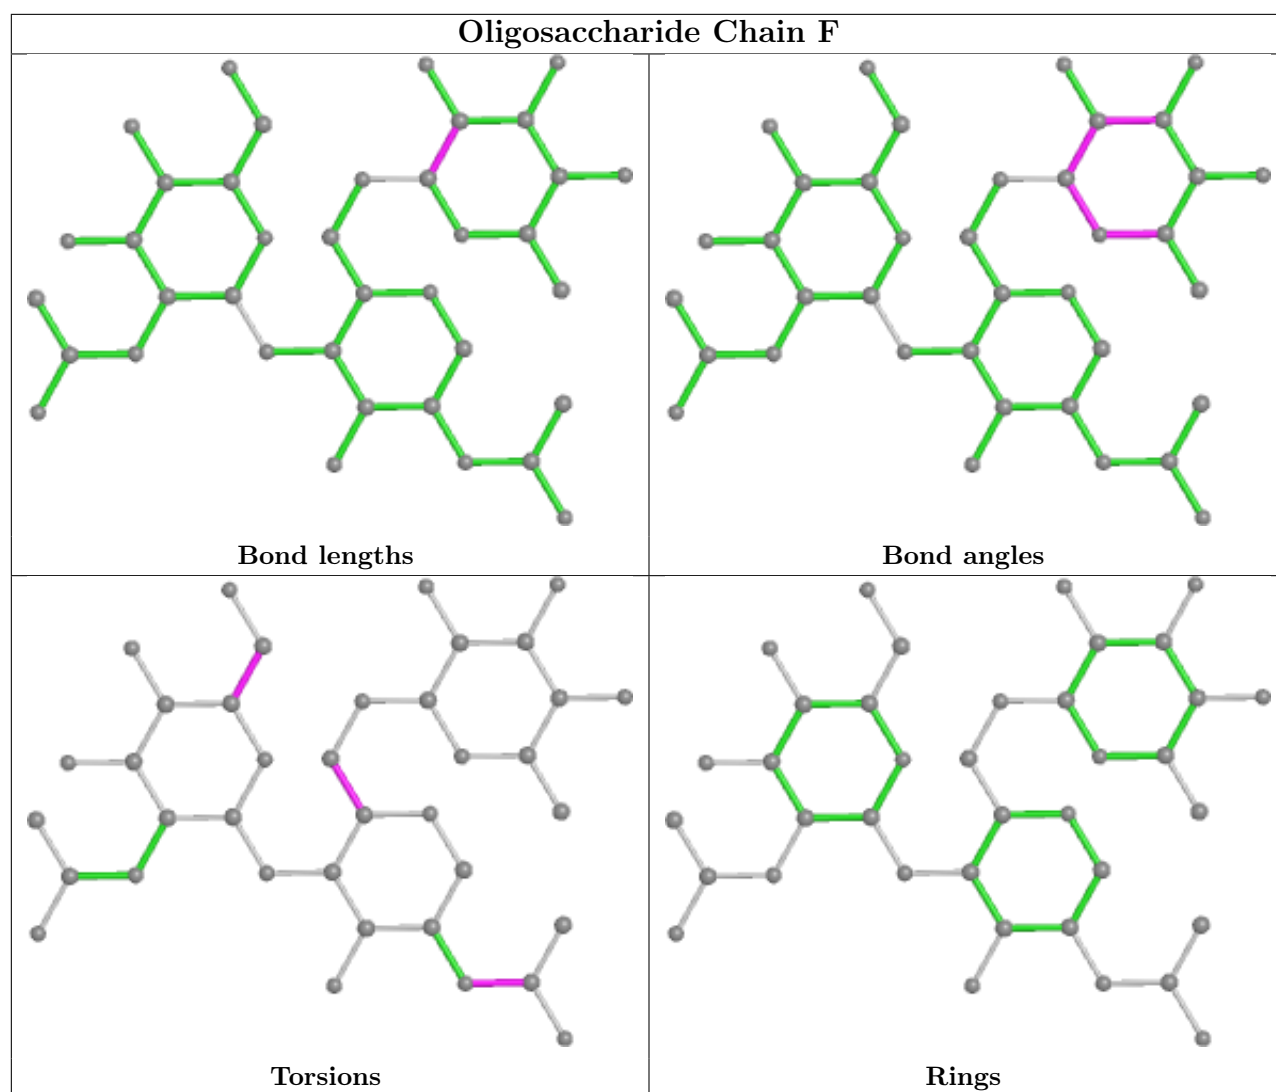 Oligosaccharide Chain F
Bond lengths
Bond angles
Torsions
Rings